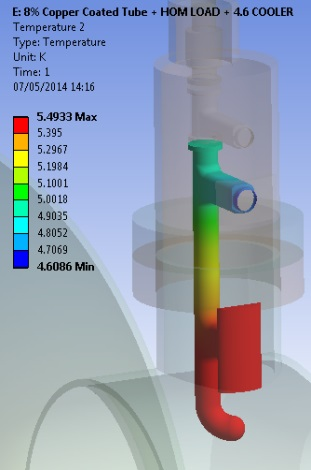 E: 8% Copper Coated Tube + HOM LOAD + 4.6 COOLER
Temperature 2
Type: Temperature
Unit: K
Time: 1
07/05/2014 14:16
5.4933 Max
5.395
5.2967
5.1984
5.1001
5.0018
4.9035
4.8052
4.7069
4.6086 Min